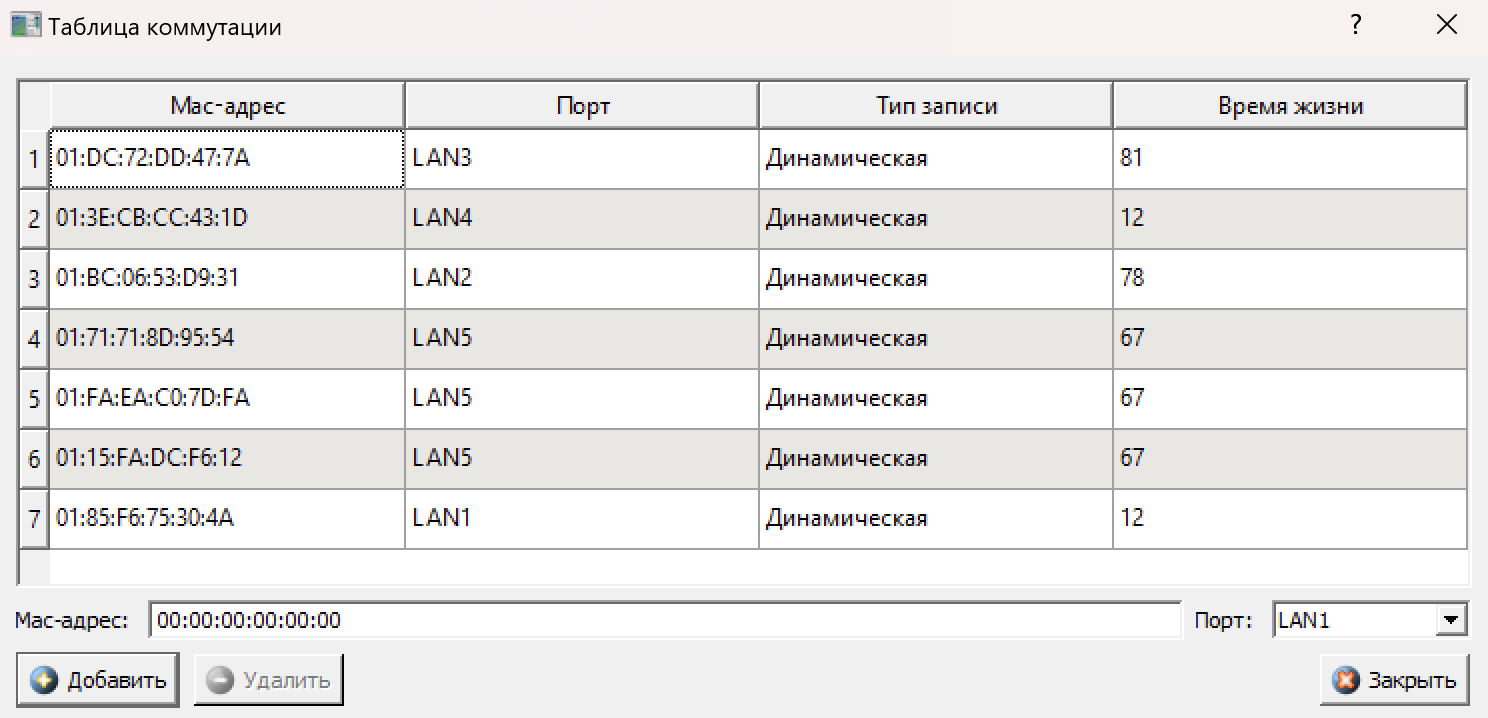 Таблица коммутации ?
Mac-адрес Порт Тип записи Время жизни
1 01:DC:72:DD:47:7A LAN3 Динамическая 81
2 01:3E:CB:CC:43:1D LAN4 Динамическая 12
3 01:BC:06:53:D9:31 LAN2 Динамическая 78
4 01:71:71:8D:95:54 LAN5 Динамическая 67
5 01:FA:EA:C0:7D:FA LAN5 Динамическая 67
6 01:15:FA:DC:F6:12 LAN5 Динамическая 67
7 01:85:F6:75:30:4A LAN1 Динамическая 12
Mac-адрес: 00:00:00:00:00:00 Порт: LAN1
Добавить Удалить Закрыть